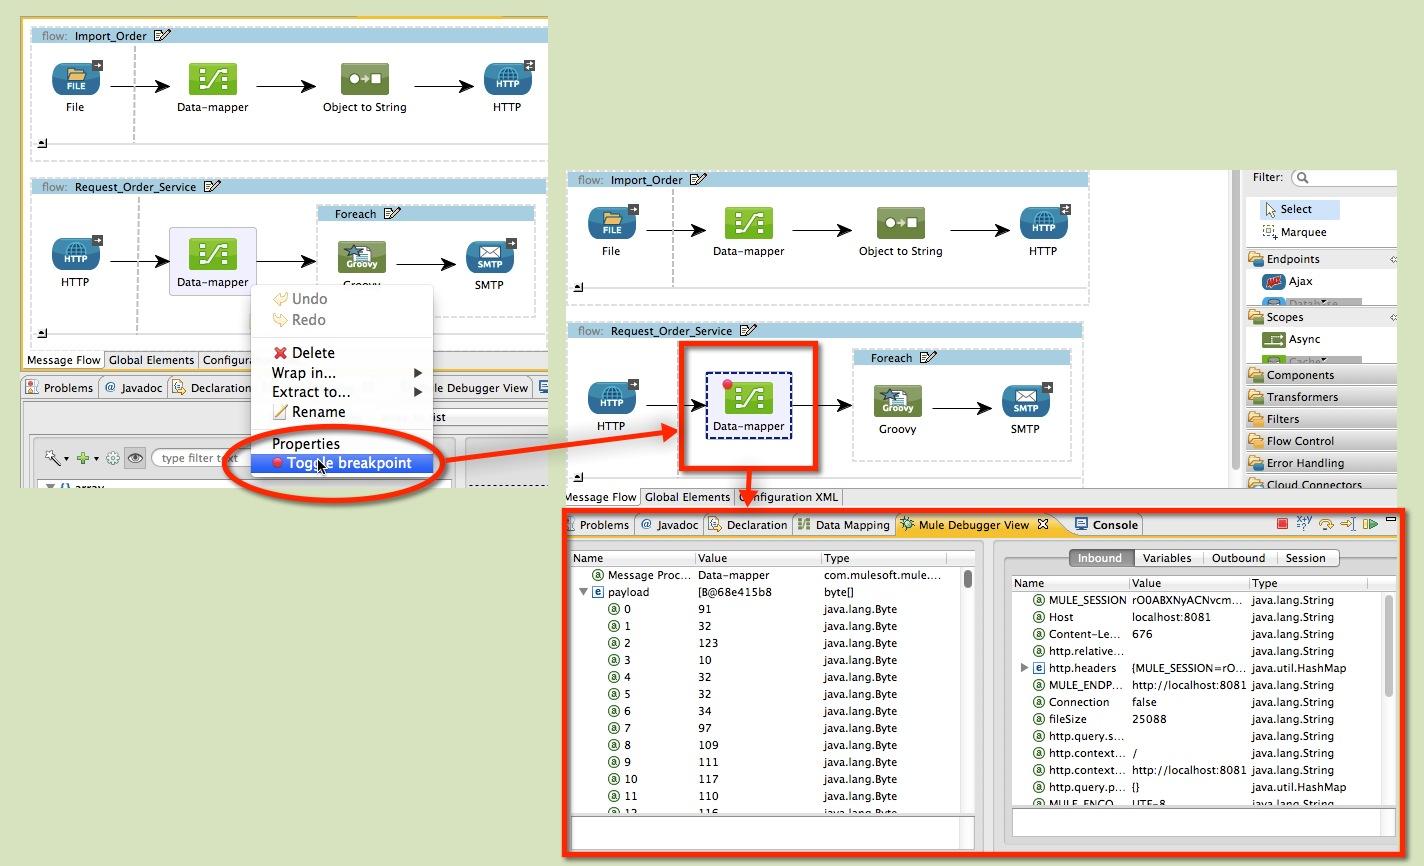 flow: Import_Order
FILE
HTTP
File
Data-mapper
Object to String
HTTP
flow: Request_Order_Service
Foreach
HTTP
Groovy
SMTP
HTTP
Data-mapper
Groovy
SMTP
Undo
Redo
Delete
Wrap in...
Extract to...
Rename
Properties
Toggle breakpoint
Message Flow
Global Elements
Configura
Problems
@ Javadoc
Declaration
le Debugger View
ist
type filter text
array
flow: Import_Order
FILE
HTTP
File
Data-mapper
Object to String
HTTP
flow: Request_Order_Service
Foreach
HTTP
Groovy
SMTP
HTTP
Data-mapper
Groovy
SMTP
Message Flow
Global Elements
Configuration XML
Filter:
Select
Marquee
Endpoints
Ajax
Database
Scopes
Async
Cache
Components
Transformers
Filters
Flow Control
Error Handling
Cloud Connectors
Problems
@ Javadoc
Declaration
Data Mapping
Mule Debugger View
Console
Name Value Type
Message Proc... Data-mapper com.mulesoft.mule....
payload [B@68e415b8 byte[]
0 91 java.lang.Byte
1 32 java.lang.Byte
2 123 java.lang.Byte
3 10 java.lang.Byte
4 32 java.lang.Byte
5 32 java.lang.Byte
6 34 java.lang.Byte
7 97 java.lang.Byte
8 109 java.lang.Byte
9 111 java.lang.Byte
10 117 java.lang.Byte
11 110 java.lang.Byte
12 116 java.lang.Byte
Inbound Variables Outbound Session
Name Value Type
MULE_SESSION rO0ABXNyACNvcm... java.lang.String
Host localhost:8081 java.lang.String
Content-Le... 676 java.lang.String
http.relative... java.lang.String
http.headers {MULE_SESSION=rO... java.util.HashMap
MULE_ENDP... http://localhost:8081 java.lang.String
Connection false java.lang.String
fileSize 25088 java.lang.String
http.query.s... java.lang.String
http.context... / java.lang.String
http.context... http://localhost:8081 java.lang.String
http.query.p... {} java.util.HashMap
MULE_ENCO UTF-8 java.lang.String